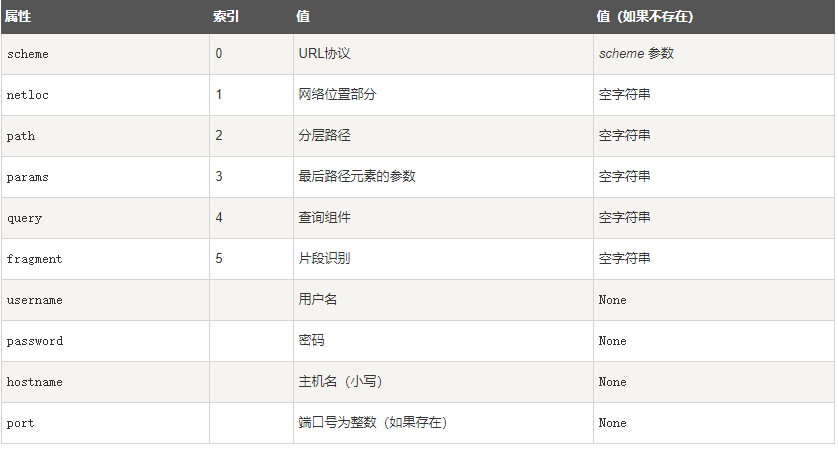 属性 索引 值 值（如果不存在）
scheme 0 URL协议 scheme 参数
netloc 1 网络位置部分 空字符串
path 2 分层路径 空字符串
params 3 最后路径元素的参数 空字符串
query 4 查询组件 空字符串
fragment 5 片段识别 空字符串
username 用户名 None
password 密码 None
hostname 主机名（小写） None
port 端口号为整数（如果存在） None